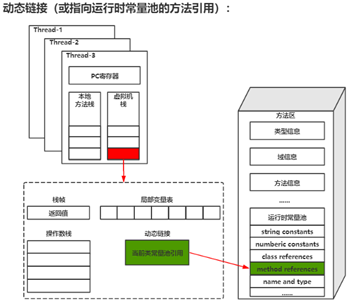 动态链接（或指向运行时常量池的方法引用）：
Thread-1
Thread-2
Thread-3
PC寄存器
本地
方法栈
虚拟机
栈
栈帧
返回值
操作数栈
局部变量表
动态链接
当前类常量池引用
方法区
类型信息
域信息
方法信息
......
运行时常量池
string constants
numberic constants
class references
method references
name and type
......